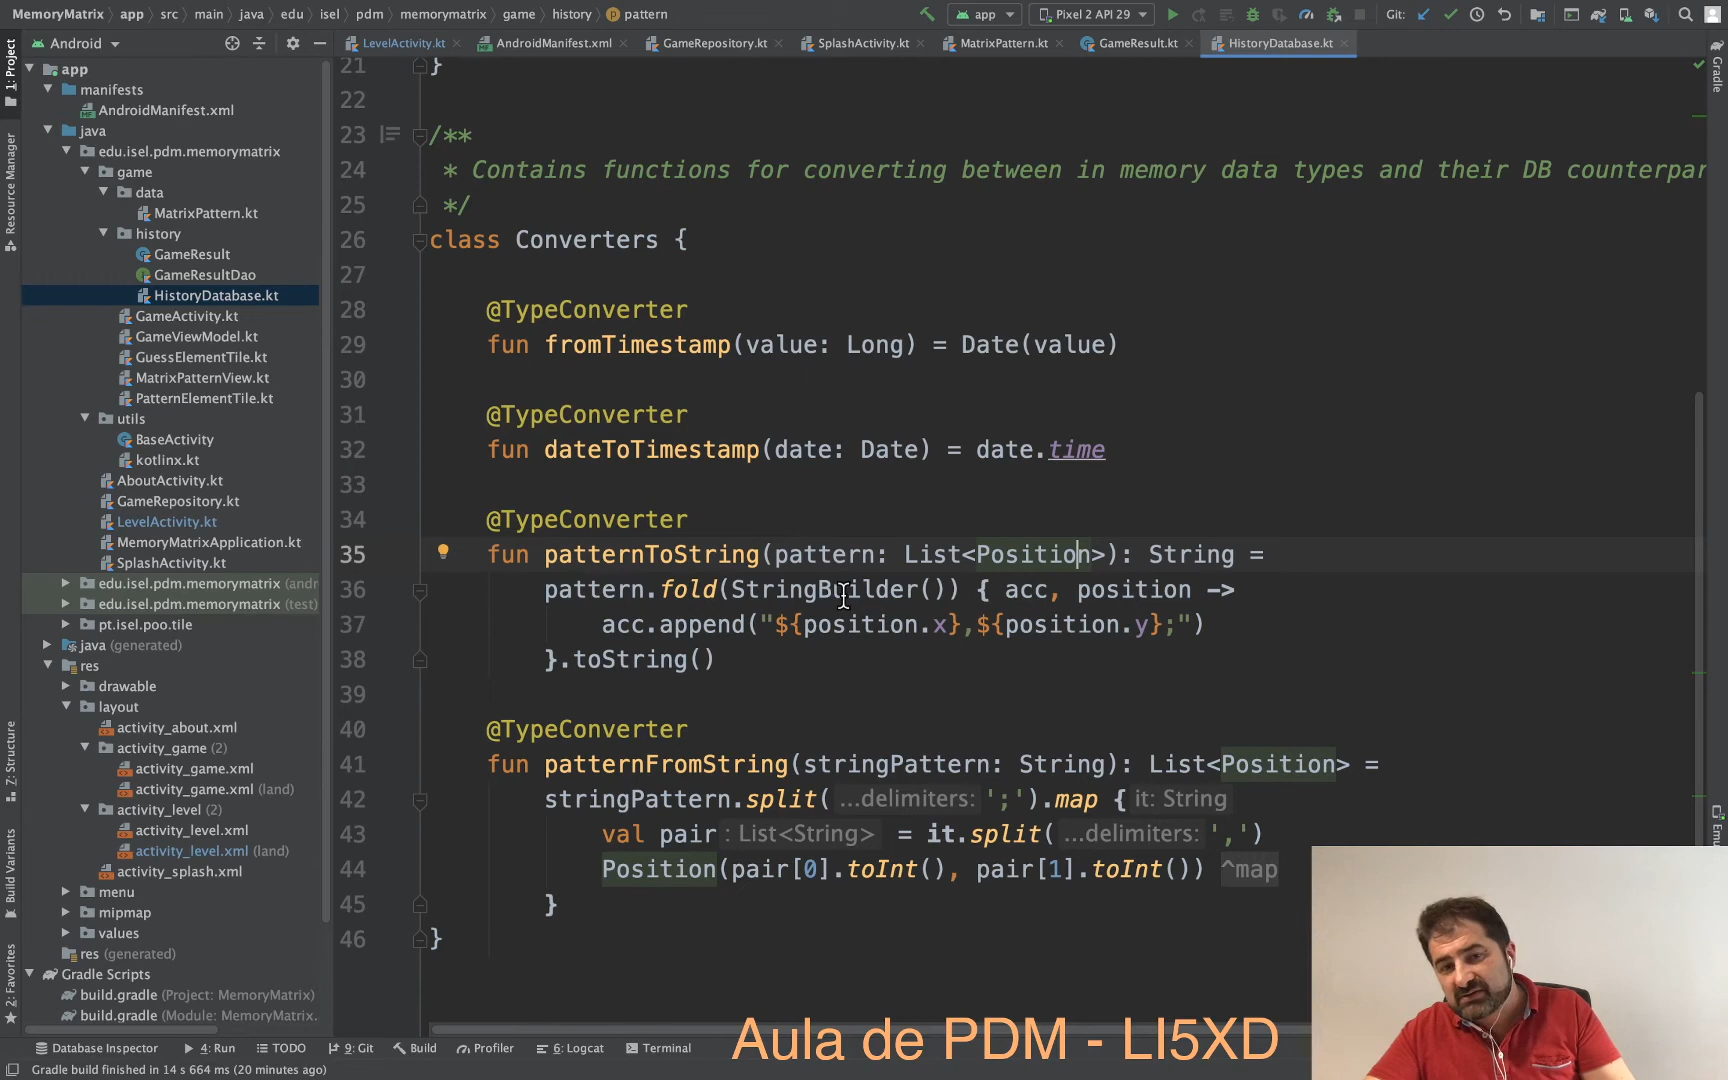 MemoryMatrix app src main java edu isel pdm memorymatrix game history pattern app Pixel 2 API 29 Git:
Android LevelActivity.kt AndroidManifest.xml GameRepository.kt SplashActivity.kt MatrixPattern.kt GameResult.kt HistoryDatabase.kt
1: Project
Resource Manager
Z: Structure
Build Variants
2: Favorites
app
manifests
AndroidManifest.xml
java
edu.isel.pdm.memorymatrix
game
data
MatrixPattern.kt
history
GameResult
GameResultDao
HistoryDatabase.kt
GameActivity.kt
GameViewModel.kt
GuessElementTile.kt
MatrixPatternView.kt
PatternElementTile.kt
utils
BaseActivity
kotlinx.kt
AboutActivity.kt
GameRepository.kt
LevelActivity.kt
MemoryMatrixApplication.kt
SplashActivity.kt
edu.isel.pdm.memorymatrix (andr
edu.isel.pdm.memorymatrix (test)
pt.isel.poo.tile
java (generated)
res
drawable
layout
activity_about.xml
activity_game (2)
activity_game.xml
activity_game.xml (land)
activity_level (2)
activity_level.xml
activity_level.xml (land)
activity_splash.xml
menu
mipmap
values
res (generated)
Gradle Scripts
build.gradle (Project: MemoryMatrix)
build.gradle (Module: MemoryMatrix.
21 }
22
23 /**
24 * Contains functions for converting between in memory data types and their DB counterpar
25 */
26 class Converters {
27
28 @TypeConverter
29 fun fromTimestamp(value: Long) = Date(value)
30
31 @TypeConverter
32 fun dateToTimestamp(date: Date) = date.time
33
34 @TypeConverter
35 fun patternToString(pattern: List<Position>): String =
36 pattern.fold(StringBuilder()) { acc, position ->
37 acc.append("${position.x},${position.y};")
38 }.toString()
39
40 @TypeConverter
41 fun patternFromString(stringPattern: String): List<Position> =
42 stringPattern.split( ...delimiters: ';').map { it: String
43 val pair : List<String> = it.split( ...delimiters: ',')
44 Position(pair[0].toInt(), pair[1].toInt()) ^map
45 }
46 }
Gradle
Emu
Aula de PDM - LI5XD
Database Inspector 4: Run TODO 9: Git Build Profiler 6: Logcat Terminal
Gradle build finished in 14 s 664 ms (20 minutes ago)